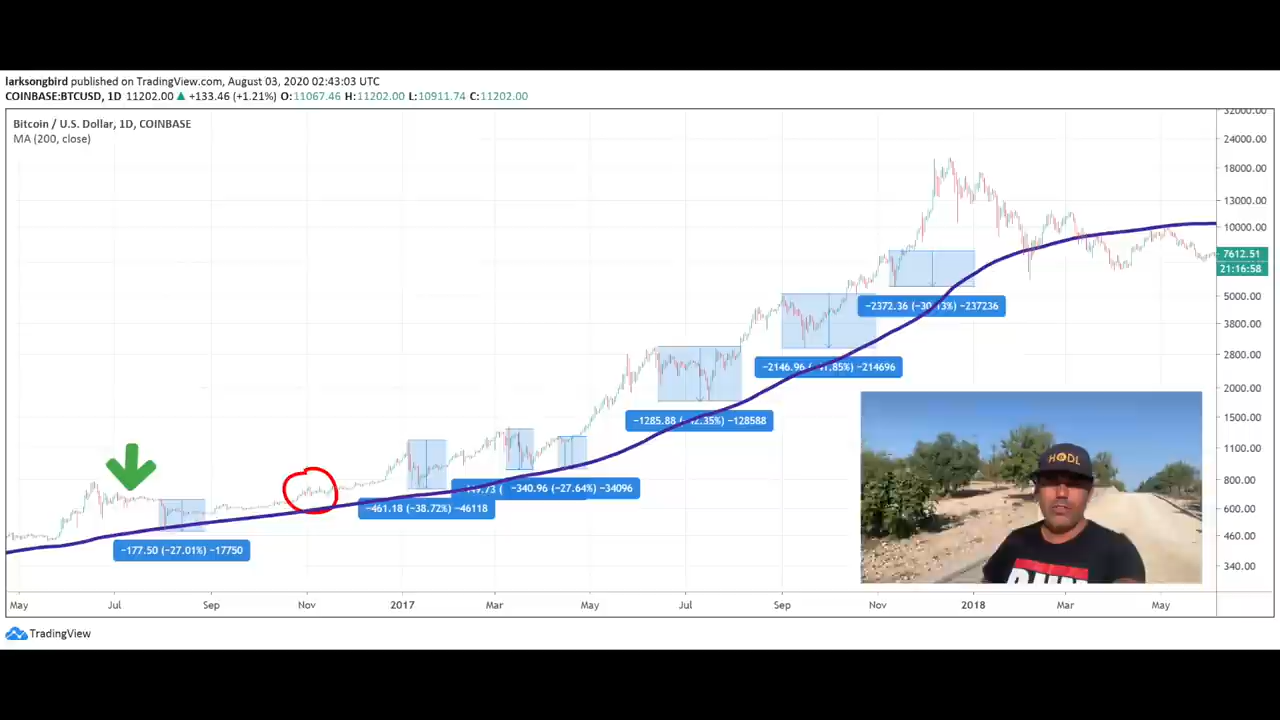 larksongbird published on TradingView.com, August 03, 2020 02:43:03 UTC
COINBASE:BTCUSD, 1D 11202.00 ▲ +133.46 (+1.21%) O:11067.46 H:11202.00 L:10911.74 C:11202.00
Bitcoin / U.S. Dollar, 1D, COINBASE
MA (200, close)
32000.00
24000.00
18000.00
13000.00
10000.00
7612.51
21:16:58
5000.00
3800.00
2800.00
2000.00
1500.00
1100.00
800.00
600.00
460.00
340.00
−2372.36 (−30.13%) −237236
−2146.96 (−41.85%) −214696
−1285.88 (−42.35%) −128588
−340.96 (−27.64%) −34096
−461.18 (−38.72%) −46118
−177.50 (−27.01%) −17750
HODL
May Jul Sep Nov 2017 Mar May Jul Sep Nov 2018 Mar May
TradingView